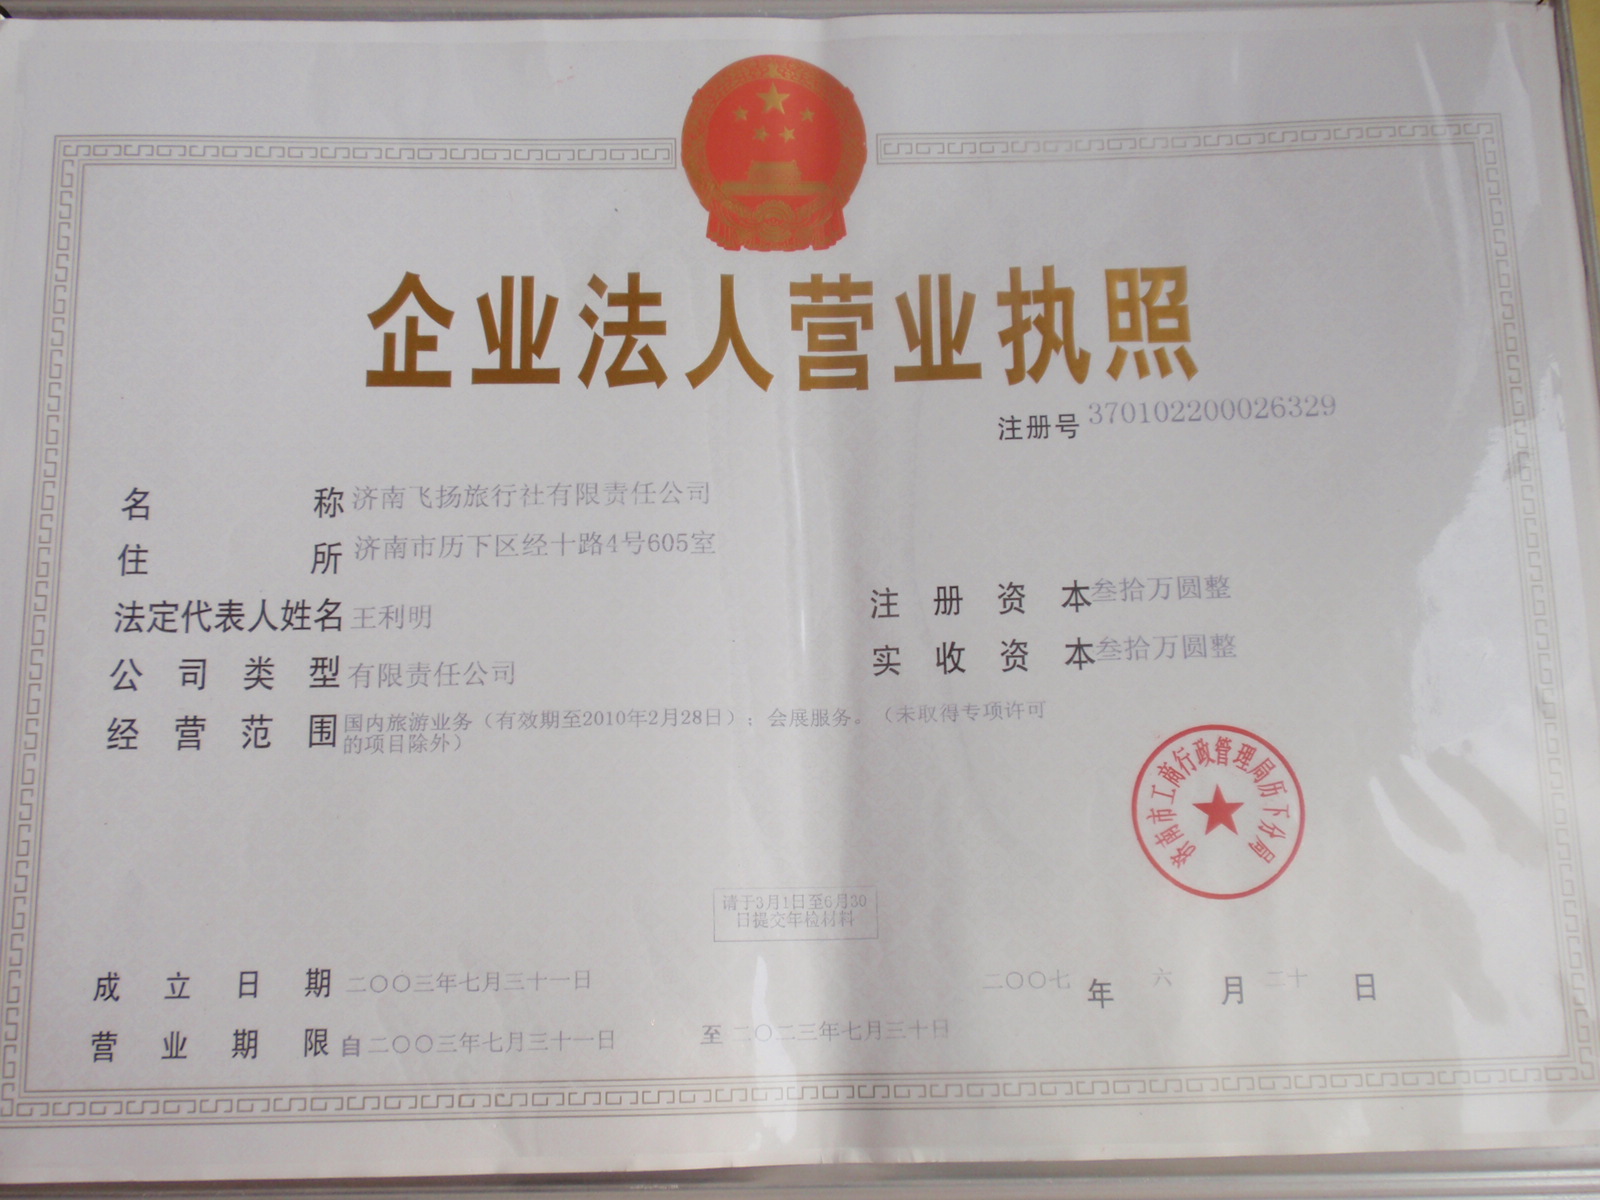 企业法人营业执照
注册号 370102200026329
名称 济南飞扬旅行社有限责任公司
住所 济南市历下区经十路4号605室
法定代表人姓名 王利明
注册资本 叁拾万圆整
公司类型 有限责任公司
实收资本 叁拾万圆整
经营范围 国内旅游业务（有效期至2010年2月28日）；会展服务。（未取得专项许可
的项目除外）
济南市工商行政管理局历下分局
请于3月1日至6月30
日提交年检材料
成立日期 二〇〇三年七月三十一日
二〇〇七年六月二十日
营业期限 自二〇〇三年七月三十一日 至二〇二三年七月三十日